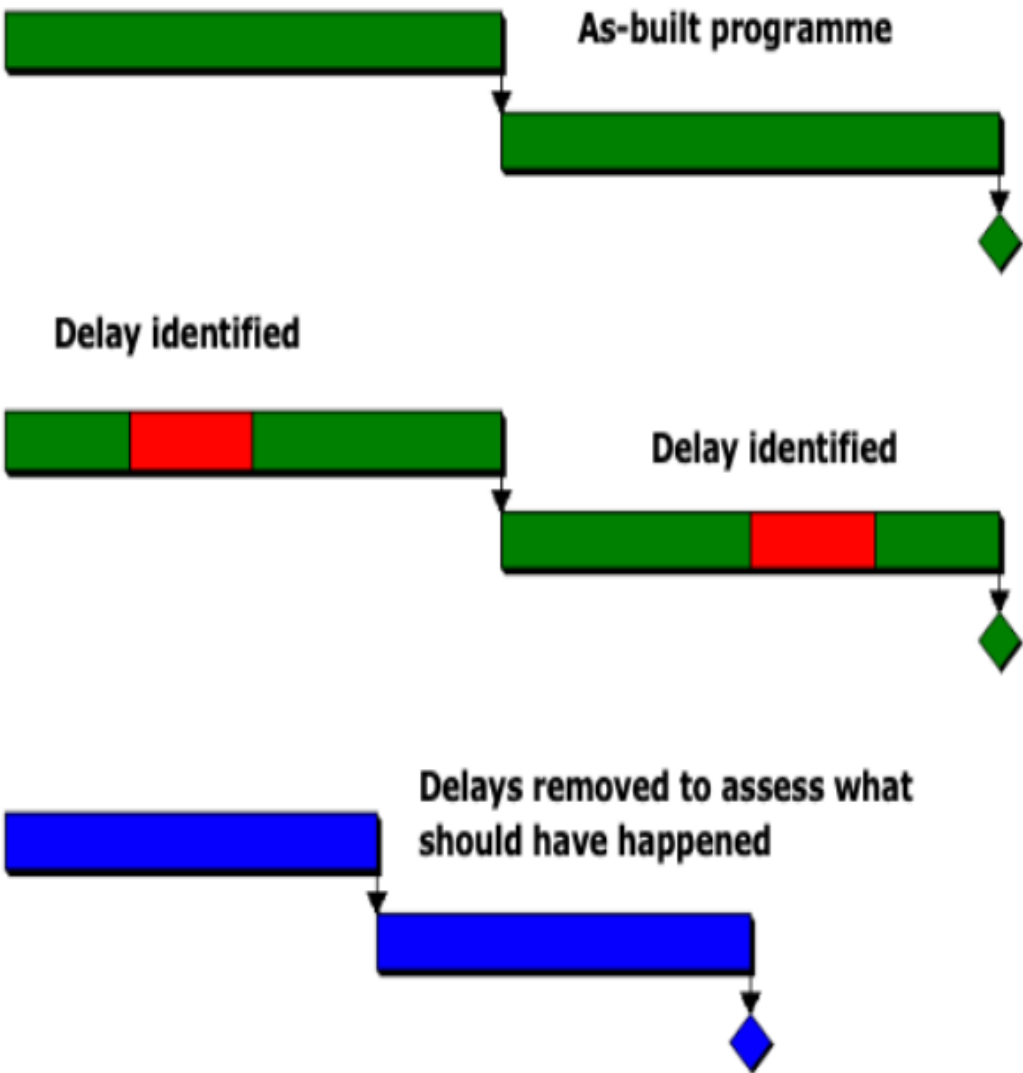 As-built programme
Delay identified
Delay identified
Delays removed to assess what
should have happened